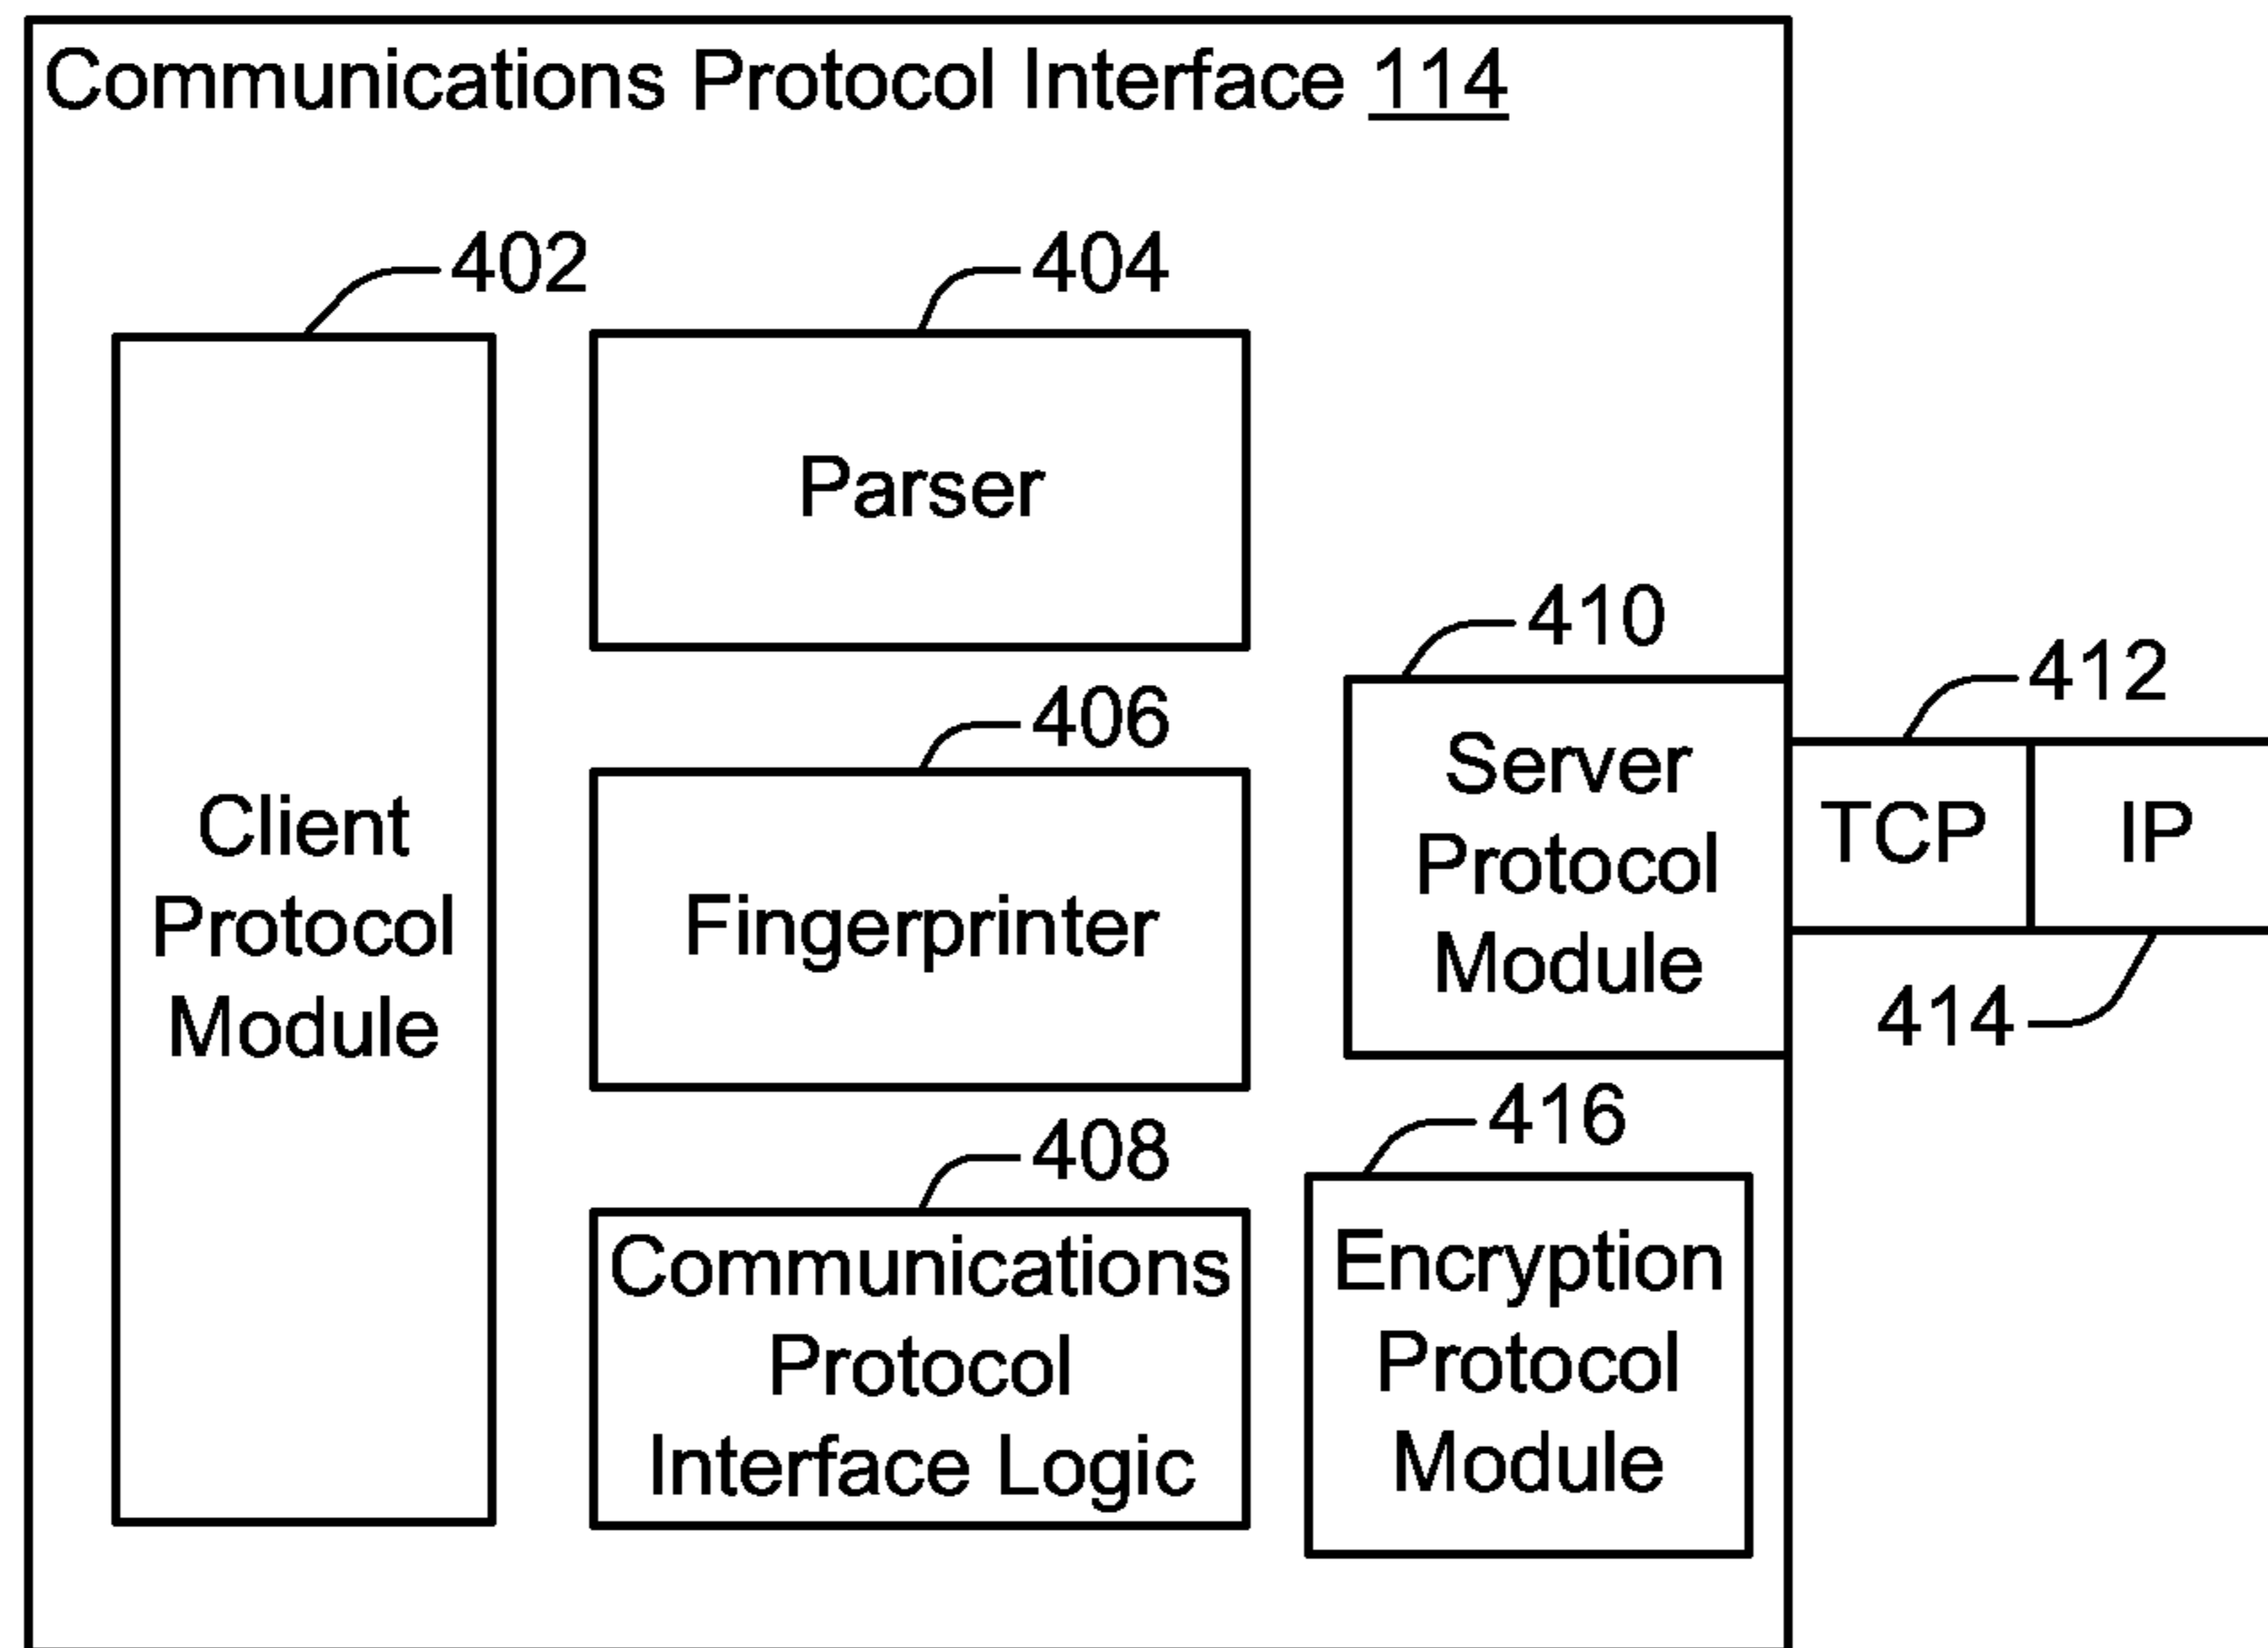 Communications Protocol Interface 114
402
404
Client
Protocol
Module
Parser
406
Fingerprinter
408
Communications
Protocol
Interface Logic
410
Server
Protocol
Module
412
TCP
IP
414
416
Encryption
Protocol
Module